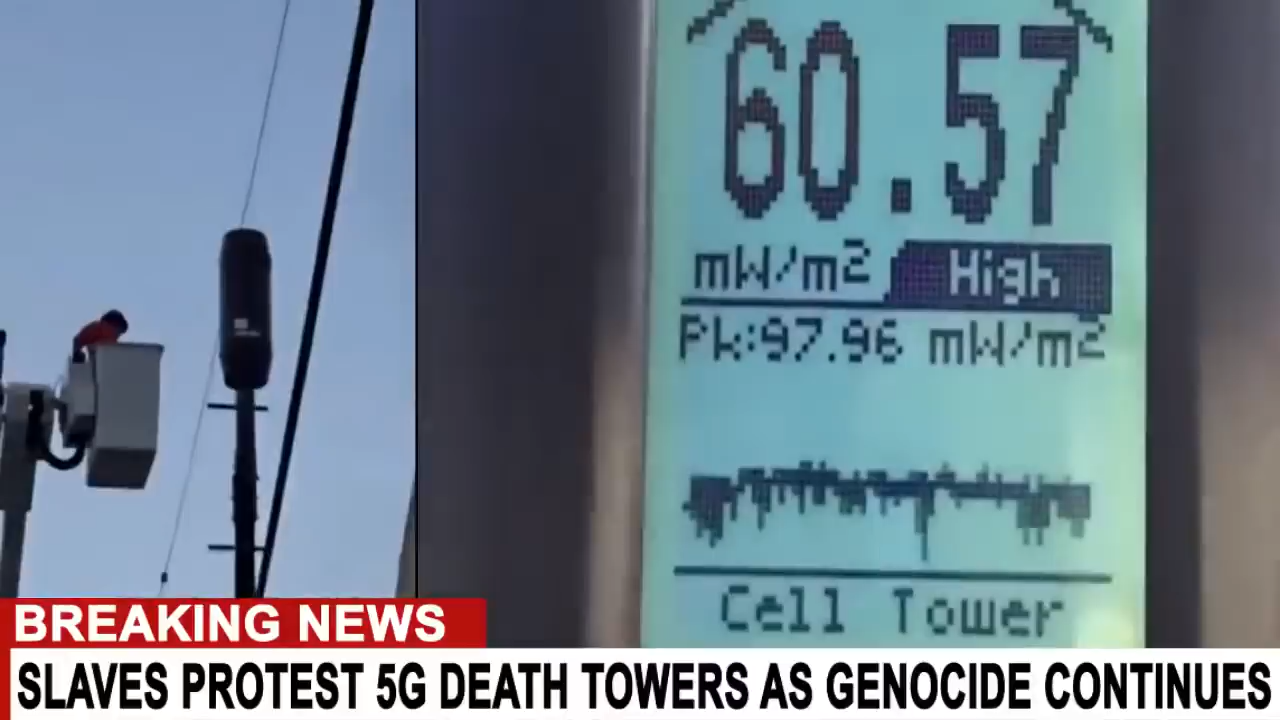 60.57
mW/m2 High
Pk:97.96 mW/m2
Cell Tower
BREAKING NEWS
SLAVES PROTEST 5G DEATH TOWERS AS GENOCIDE CONTINUES